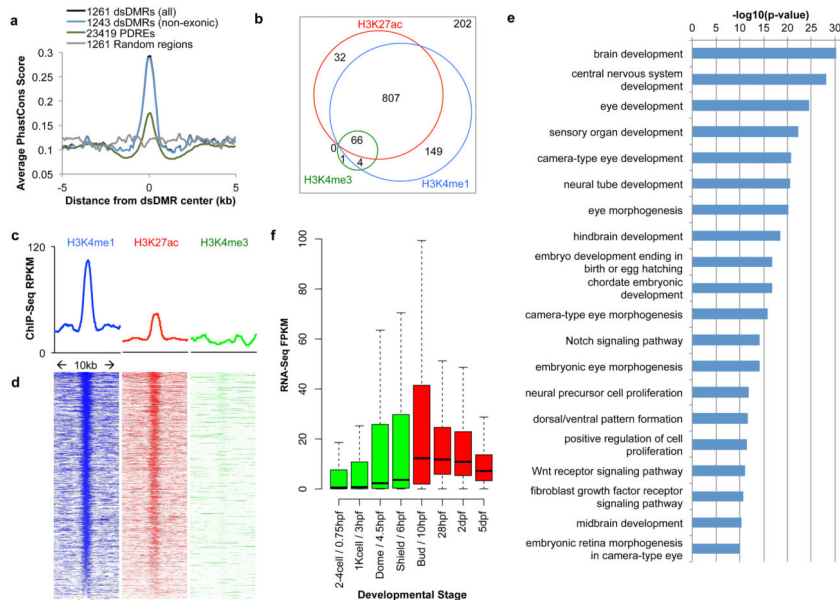 a
1261 dsDMRs (all)
1243 dsDMRs (non-exonic)
23419 PDREs
1261 Random regions
Average PhastCons Score
0.3
0.25
0.2
0.15
0.1
0.05
-5
0
5
Distance from dsDMR center (kb)
b
H3K27ac
202
32
807
66
0
1
4
149
H3K4me3
H3K4me1
c
H3K4me1
H3K27ac
H3K4me3
120
ChIP-Seq RPKM
0
10kb
d
e
-log10(p-value)
0
5
10
15
20
25
30
brain development
central nervous system
development
eye development
sensory organ development
camera-type eye development
neural tube development
eye morphogenesis
hindbrain development
embryo development ending in
birth or egg hatching
chordate embryonic
development
camera-type eye morphogenesis
Notch signaling pathway
embryonic eye morphogenesis
neural precursor cell proliferation
dorsal/ventral pattern formation
positive regulation of cell
proliferation
Wnt receptor signaling pathway
fibroblast growth factor receptor
signaling pathway
midbrain development
embryonic retina morphogenesis
in camera-type eye
f
RNA-Seq FPKM
100
80
60
40
20
0
2-4cell / 0.75hpf
1Kcell / 3hpf
Dome / 4.5hpf
Shield / 6hpf
Bud / 10hpf
28hpf
2dpf
5dpf
Developmental Stage